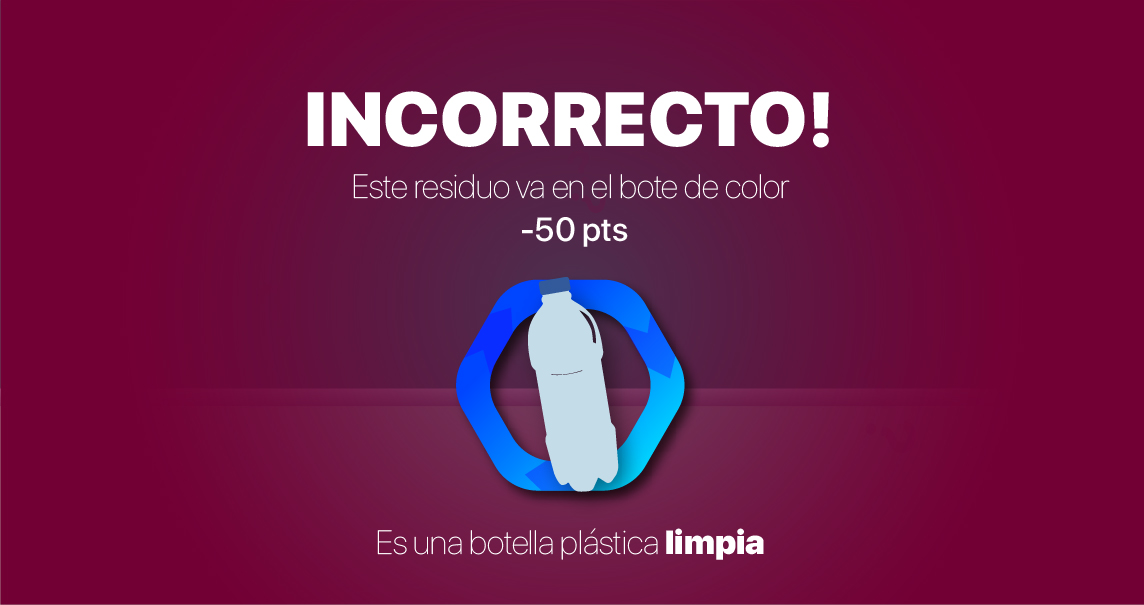 INCORRECTO!
Este residuo va en el bote de color
-50 pts
Es una botella plástica limpia